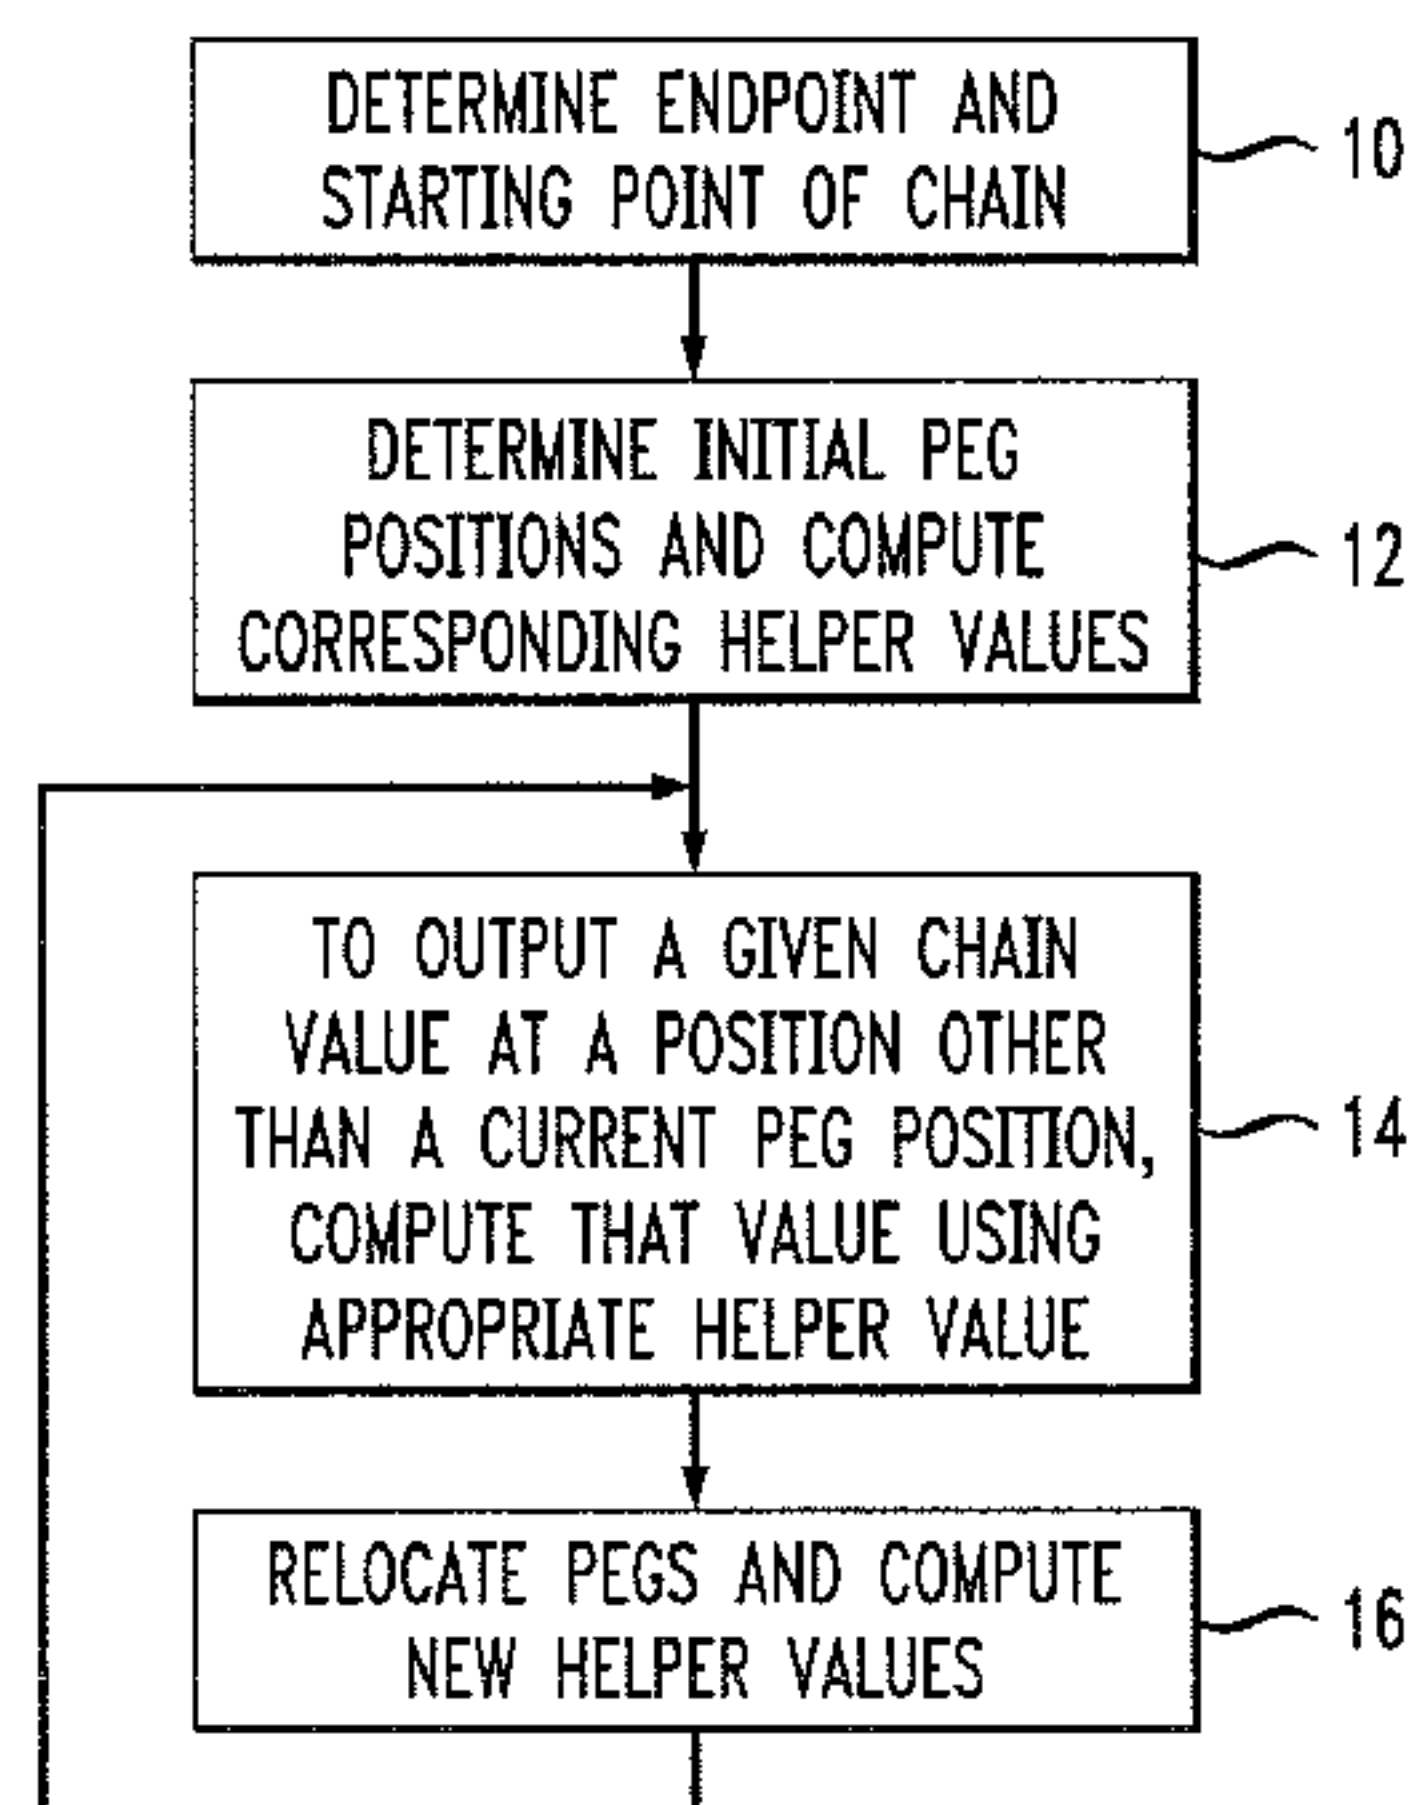 DETERMINE ENDPOINT AND
STARTING POINT OF CHAIN
10
DETERMINE INITIAL PEG
POSITIONS AND COMPUTE
CORRESPONDING HELPER VALUES
12
TO OUTPUT A GIVEN CHAIN
VALUE AT A POSITION OTHER
THAN A CURRENT PEG POSITION,
COMPUTE THAT VALUE USING
APPROPRIATE HELPER VALUE
14
RELOCATE PEGS AND COMPUTE
NEW HELPER VALUES
16